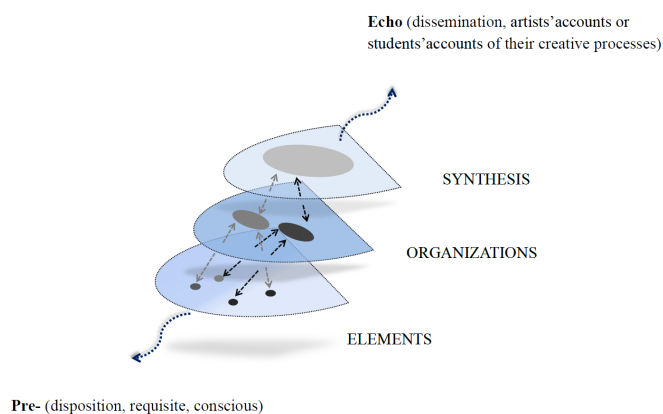 Echo (dissemination, artists’accounts or
students’accounts of their creative processes)
SYNTHESIS
ORGANIZATIONS
ELEMENTS
Pre- (disposition, requisite, conscious)